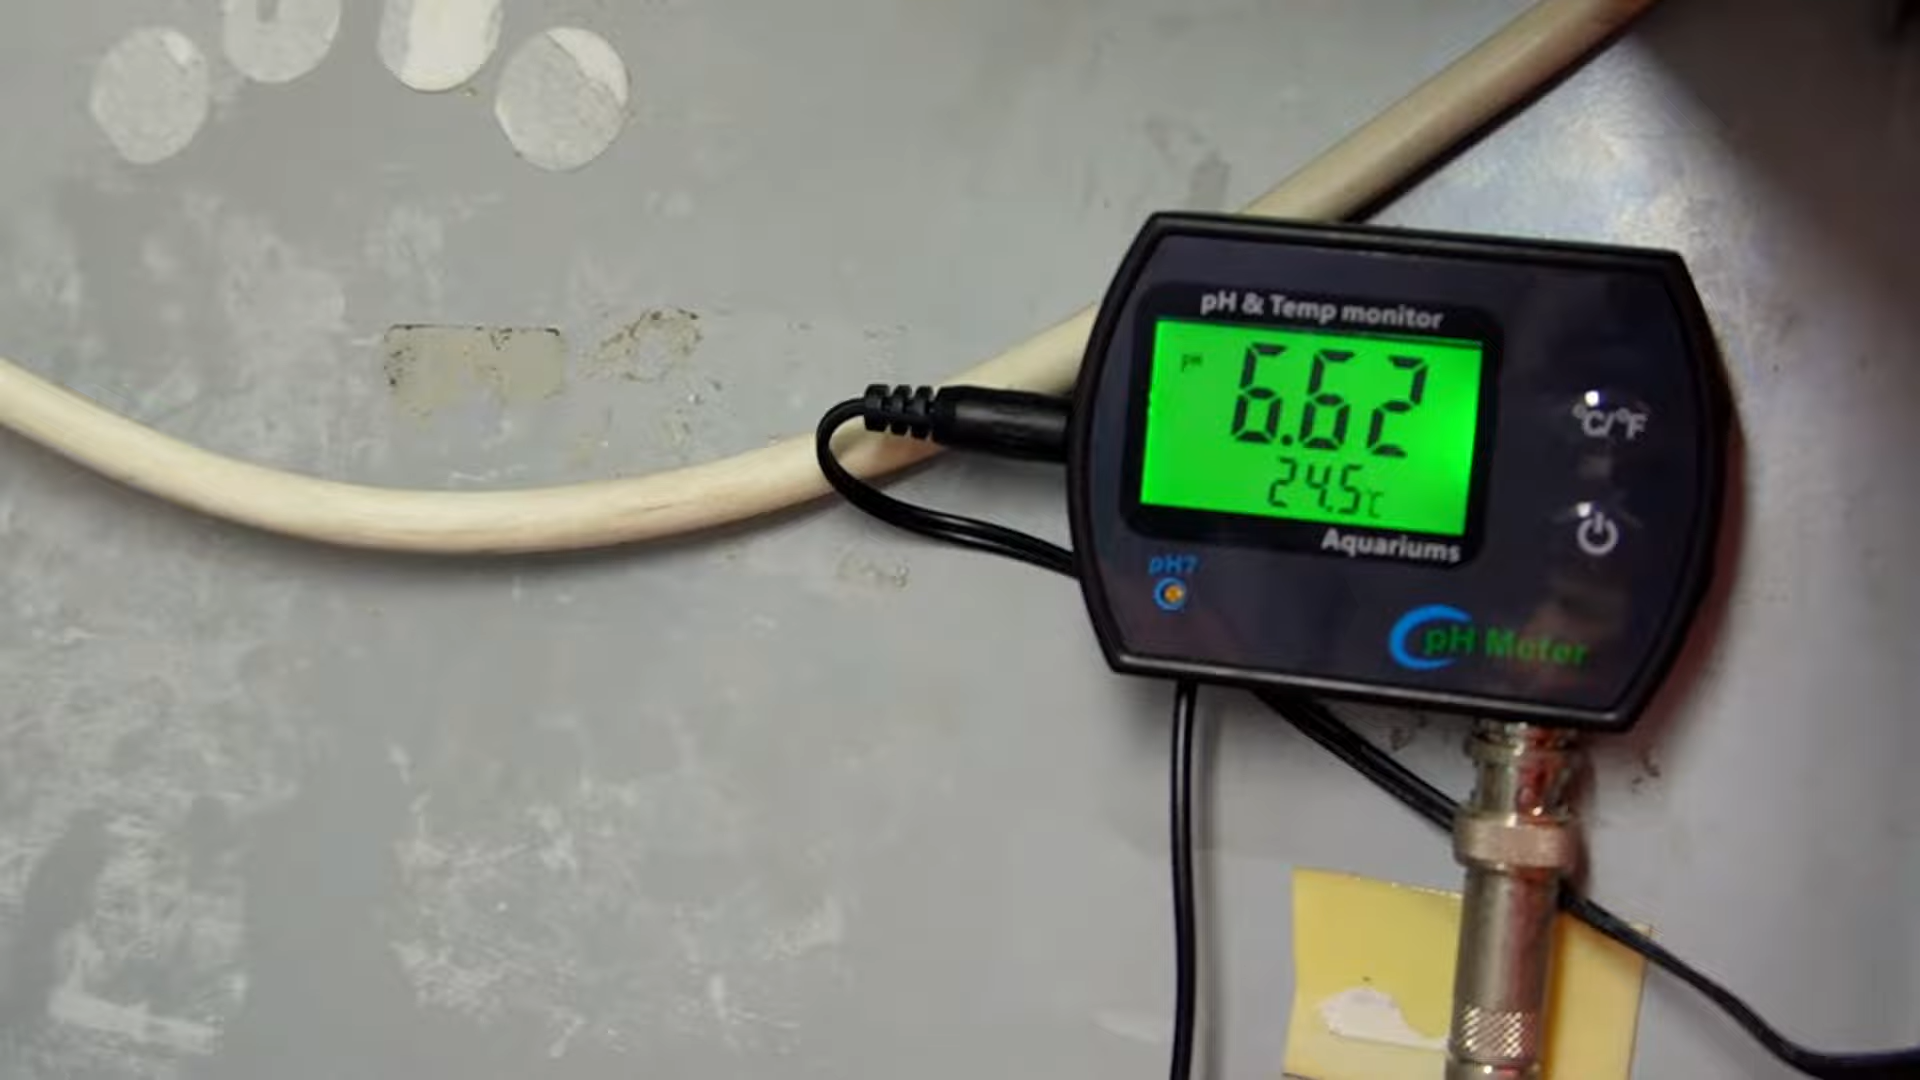 pH & Temp monitor
pH 6.62
24.5°C
Aquariums
°C/°F
pH7
pH Meter